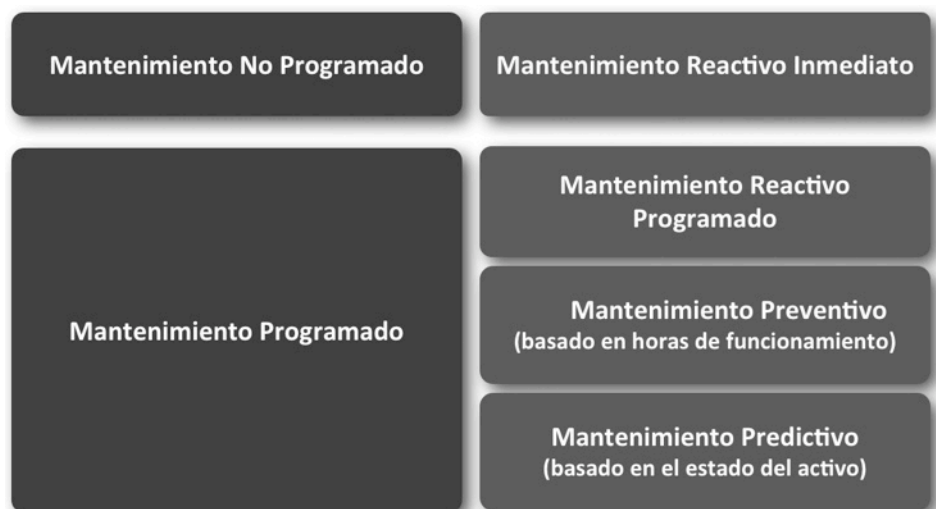 Mantenimiento No Programado
Mantenimiento Reactivo Inmediato
Mantenimiento Programado
Mantenimiento Reactivo
Programado
Mantenimiento Preventivo
(basado en horas de funcionamiento)
Mantenimiento Predictivo
(basado en el estado del activo)